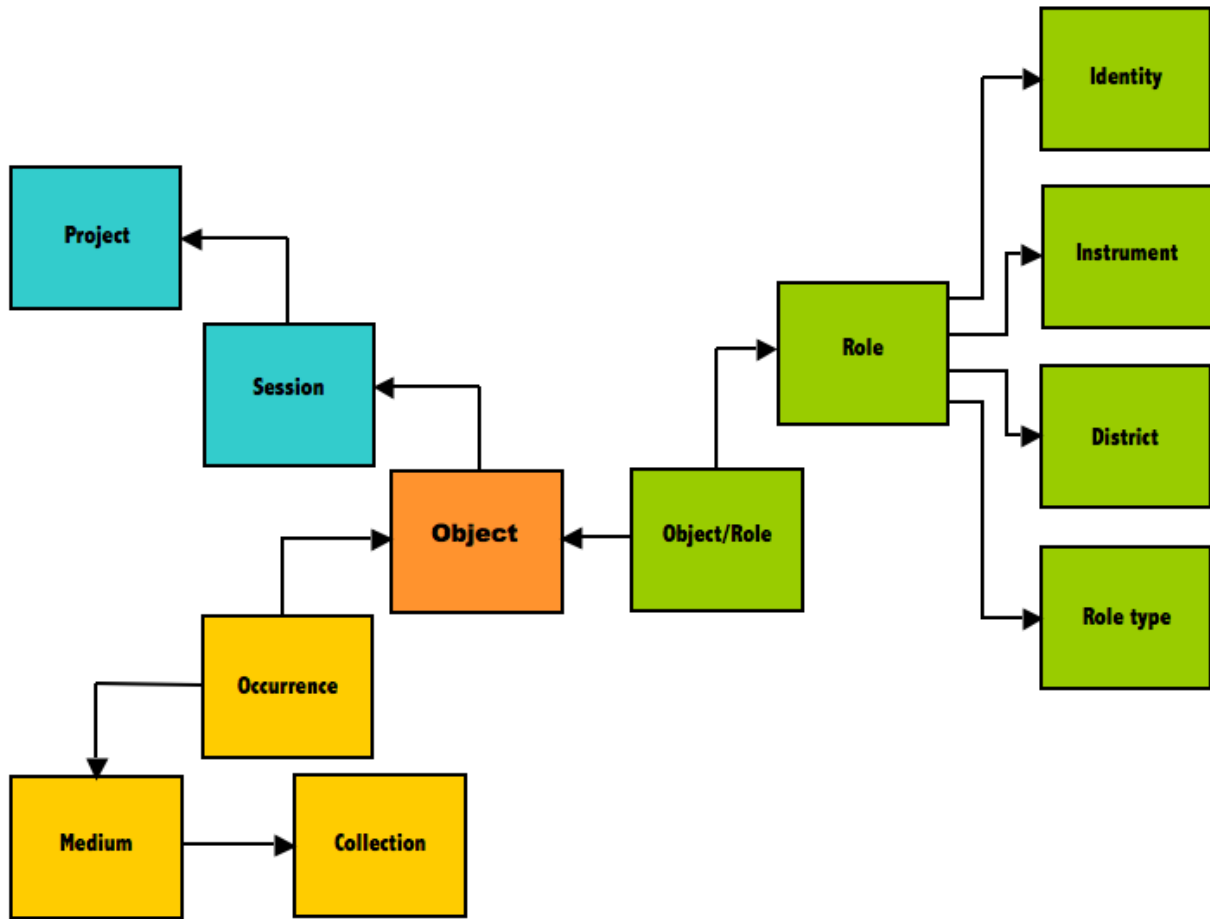 Identity
Project
Instrument
Role
Session
District
Object
Object/Role
Role type
Occurrence
Medium
Collection